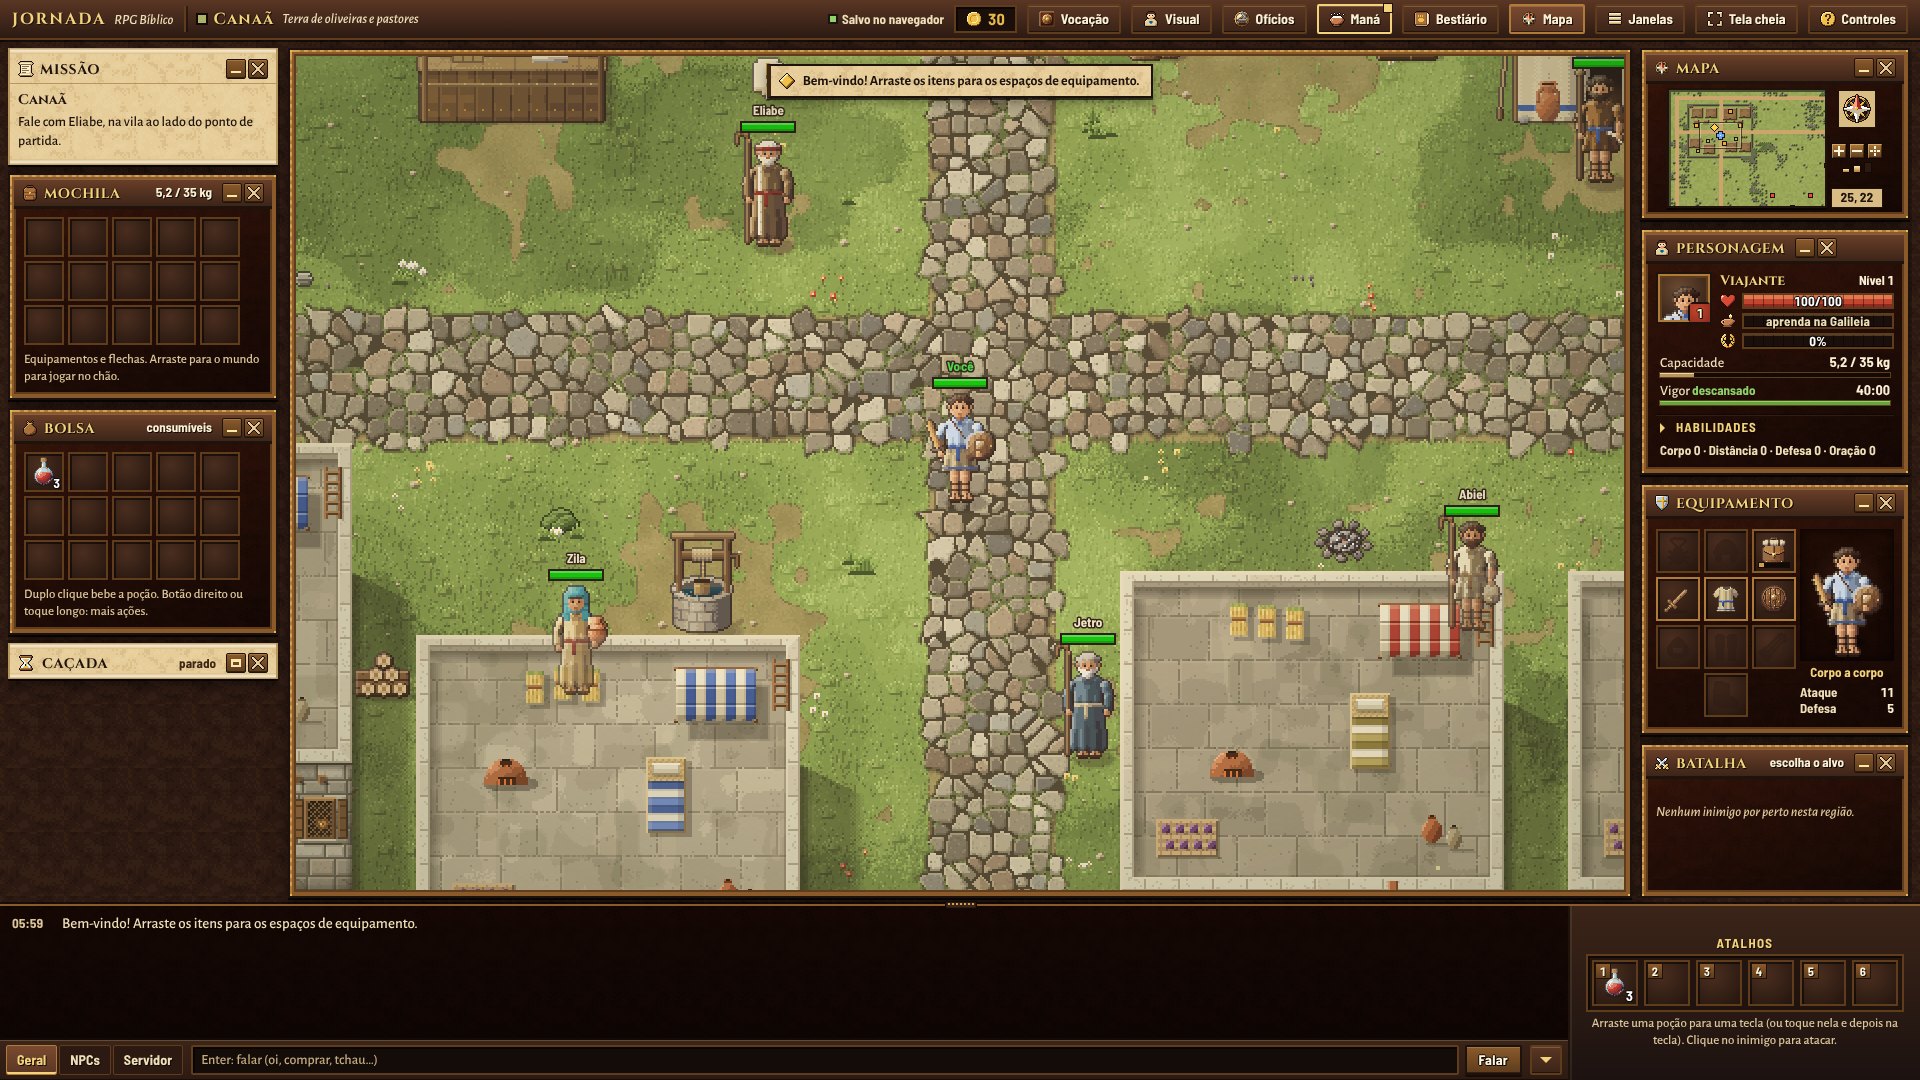 JORNADA RPG Bíblico CANAÃ Terra de oliveiras e pastores Salvo no navegador 30 Vocação Visual Ofícios Maná Bestiário Mapa Janelas Tela cheia Controles
MISSÃO
CANAÃ
Fale com Eliabe, na vila ao lado do ponto de
partida.
MOCHILA 5,2 / 35 kg
Equipamentos e flechas. Arraste para o mundo
para jogar no chão.
BOLSA consumíveis
3
Duplo clique bebe a poção. Botão direito ou
toque longo: mais ações.
CAÇADA parado
Bem-vindo! Arraste os itens para os espaços de equipamento.
Eliabe
Você
Abiel
Zila
Jetro
MAPA
25, 22
PERSONAGEM
VIAJANTE Nível 1
1
100/100
aprenda na Galileia
0%
Capacidade 5,2 / 35 kg
Vigor descansado 40:00
HABILIDADES
Corpo 0 · Distância 0 · Defesa 0 · Oração 0
EQUIPAMENTO
Corpo a corpo
Ataque 11
Defesa 5
BATALHA escolha o alvo
Nenhum inimigo por perto nesta região.
05:59 Bem-vindo! Arraste os itens para os espaços de equipamento.
Geral NPCs Servidor Enter: falar (oi, comprar, tchau...) Falar
ATALHOS
1 2 3 4 5 6
3
Arraste uma poção para uma tecla (ou toque nela e depois na
tecla). Clique no inimigo para atacar.